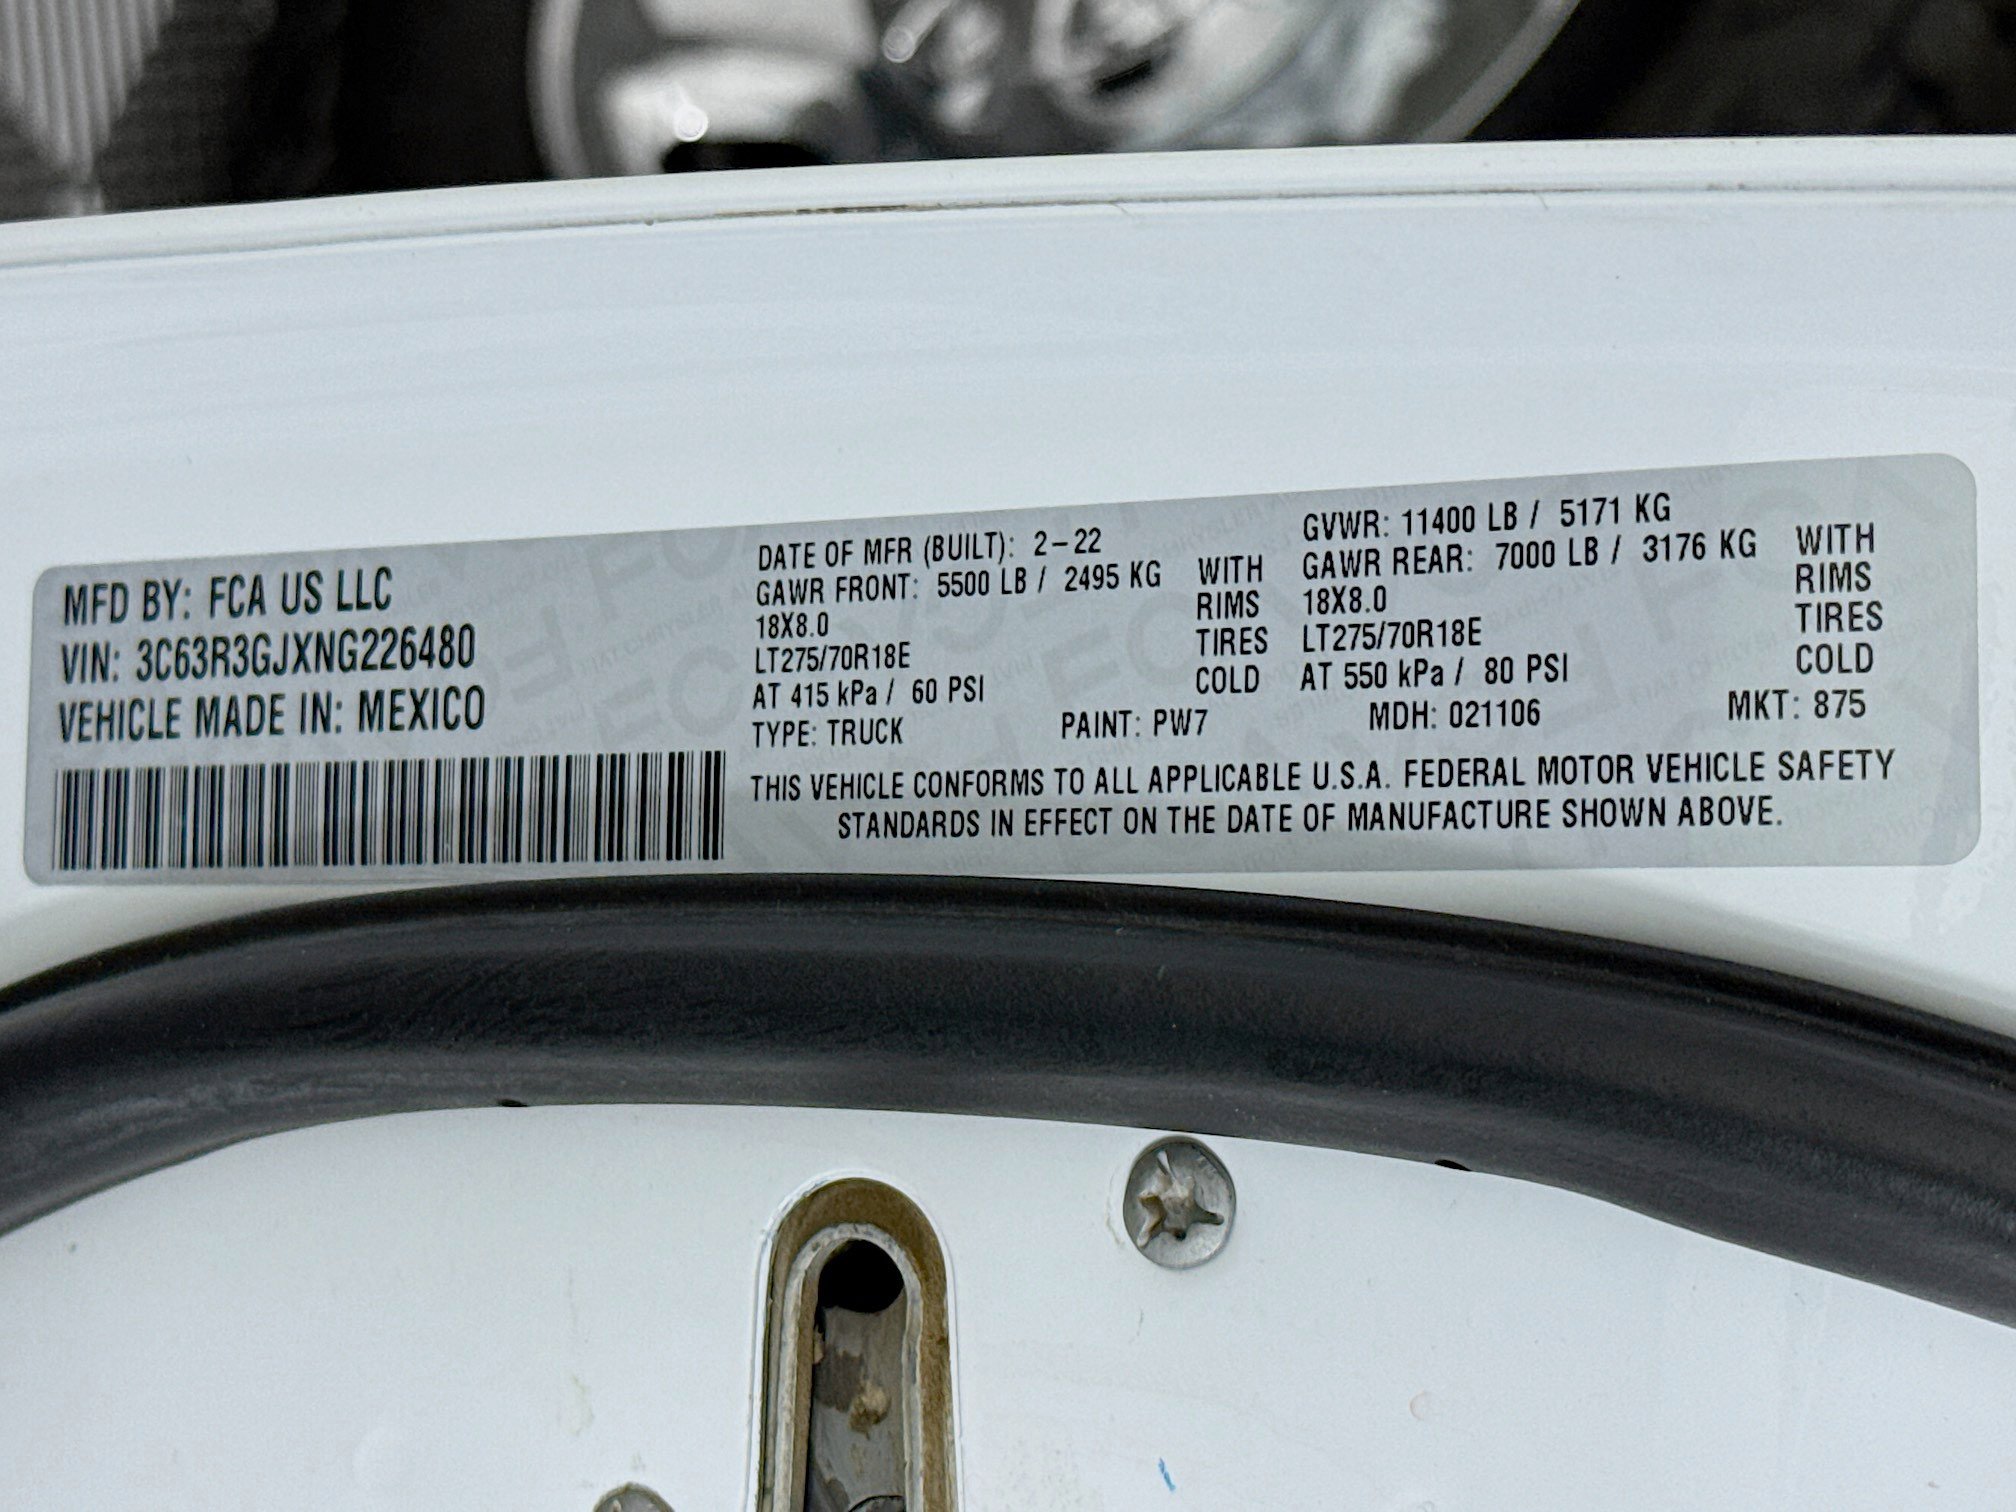 MFD BY: FCA US LLC
VIN: 3C63R3GJXNG226480
VEHICLE MADE IN: MEXICO
DATE OF MFR (BUILT): 2-22
GAWR FRONT: 5500 LB / 2495 KG WITH
18X8.0 RIMS
LT275/70R18E TIRES
AT 415 kPa / 60 PSI COLD
GVWR: 11400 LB / 5171 KG
GAWR REAR: 7000 LB / 3176 KG WITH
18X8.0 RIMS
LT275/70R18E TIRES
AT 550 kPa / 80 PSI COLD
TYPE: TRUCK PAINT: PW7 MDH: 021106 MKT: 875
THIS VEHICLE CONFORMS TO ALL APPLICABLE U.S.A. FEDERAL MOTOR VEHICLE SAFETY
STANDARDS IN EFFECT ON THE DATE OF MANUFACTURE SHOWN ABOVE.